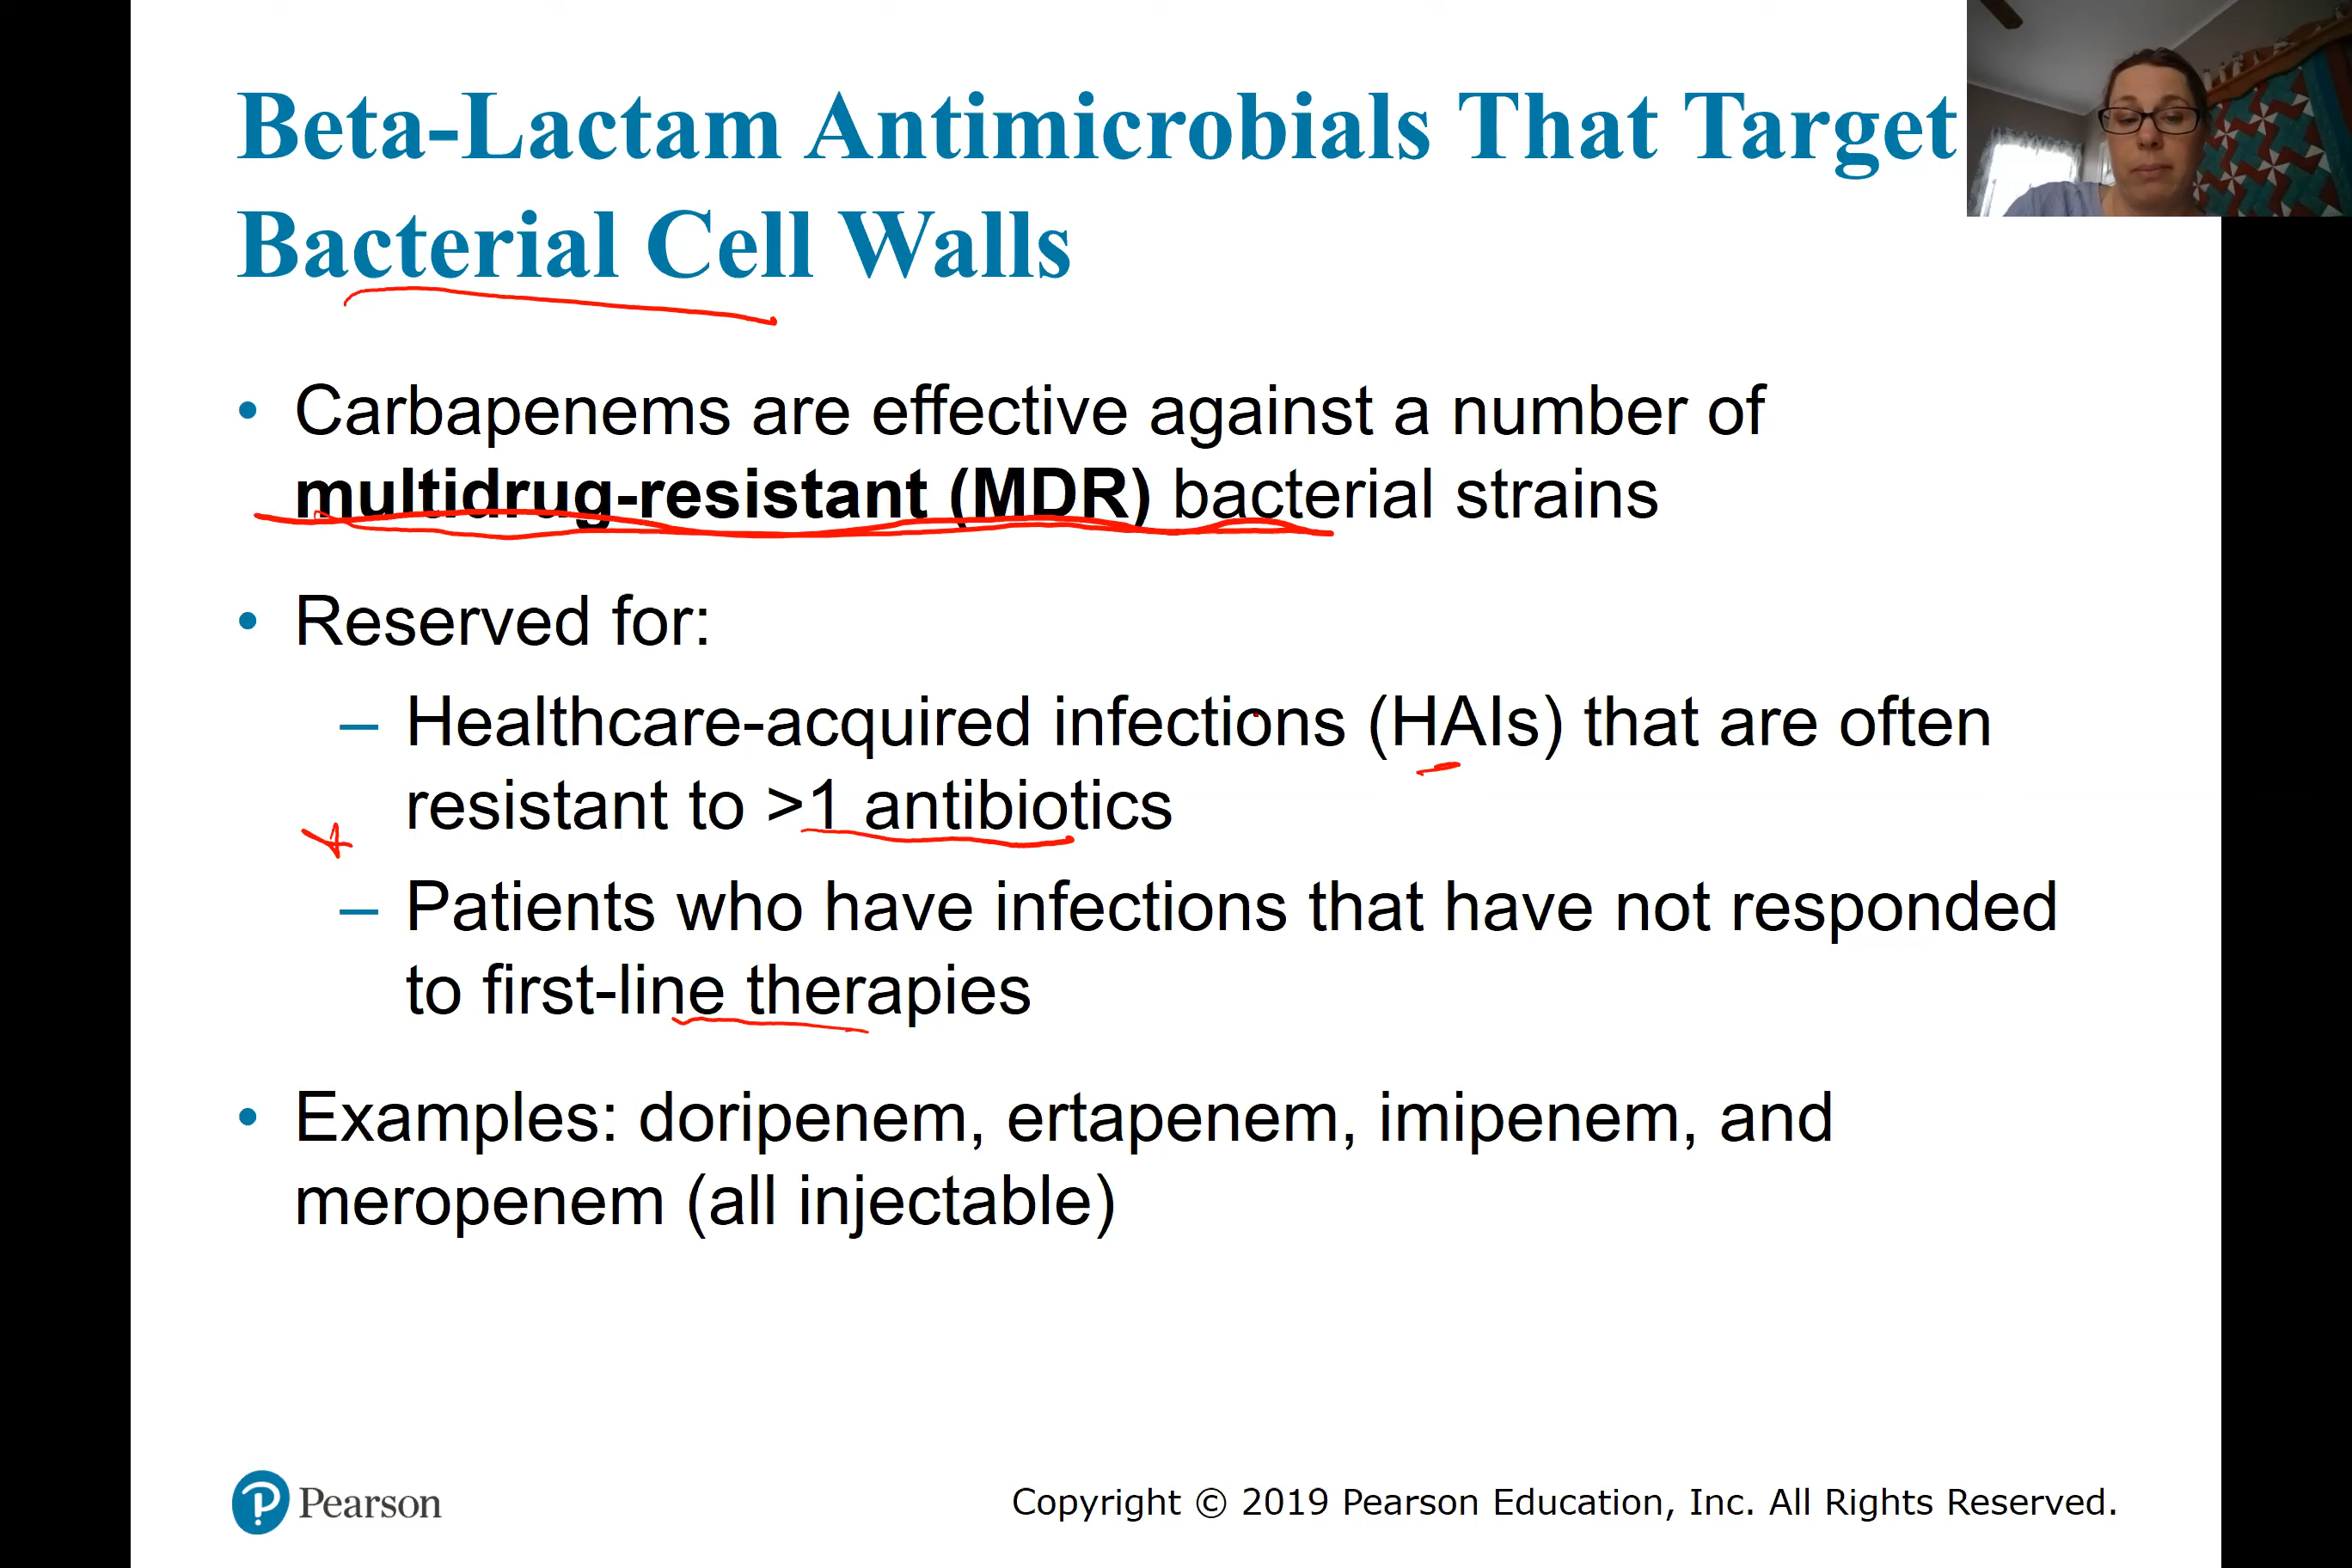 Beta-Lactam Antimicrobials That Target
Bacterial Cell Walls
• Carbapenems are effective against a number of
multidrug-resistant (MDR) bacterial strains
• Reserved for:
– Healthcare-acquired infections (HAIs) that are often
resistant to >1 antibiotics
– Patients who have infections that have not responded
to first-line therapies
• Examples: doripenem, ertapenem, imipenem, and
meropenem (all injectable)
Pearson
Copyright © 2019 Pearson Education, Inc. All Rights Reserved.